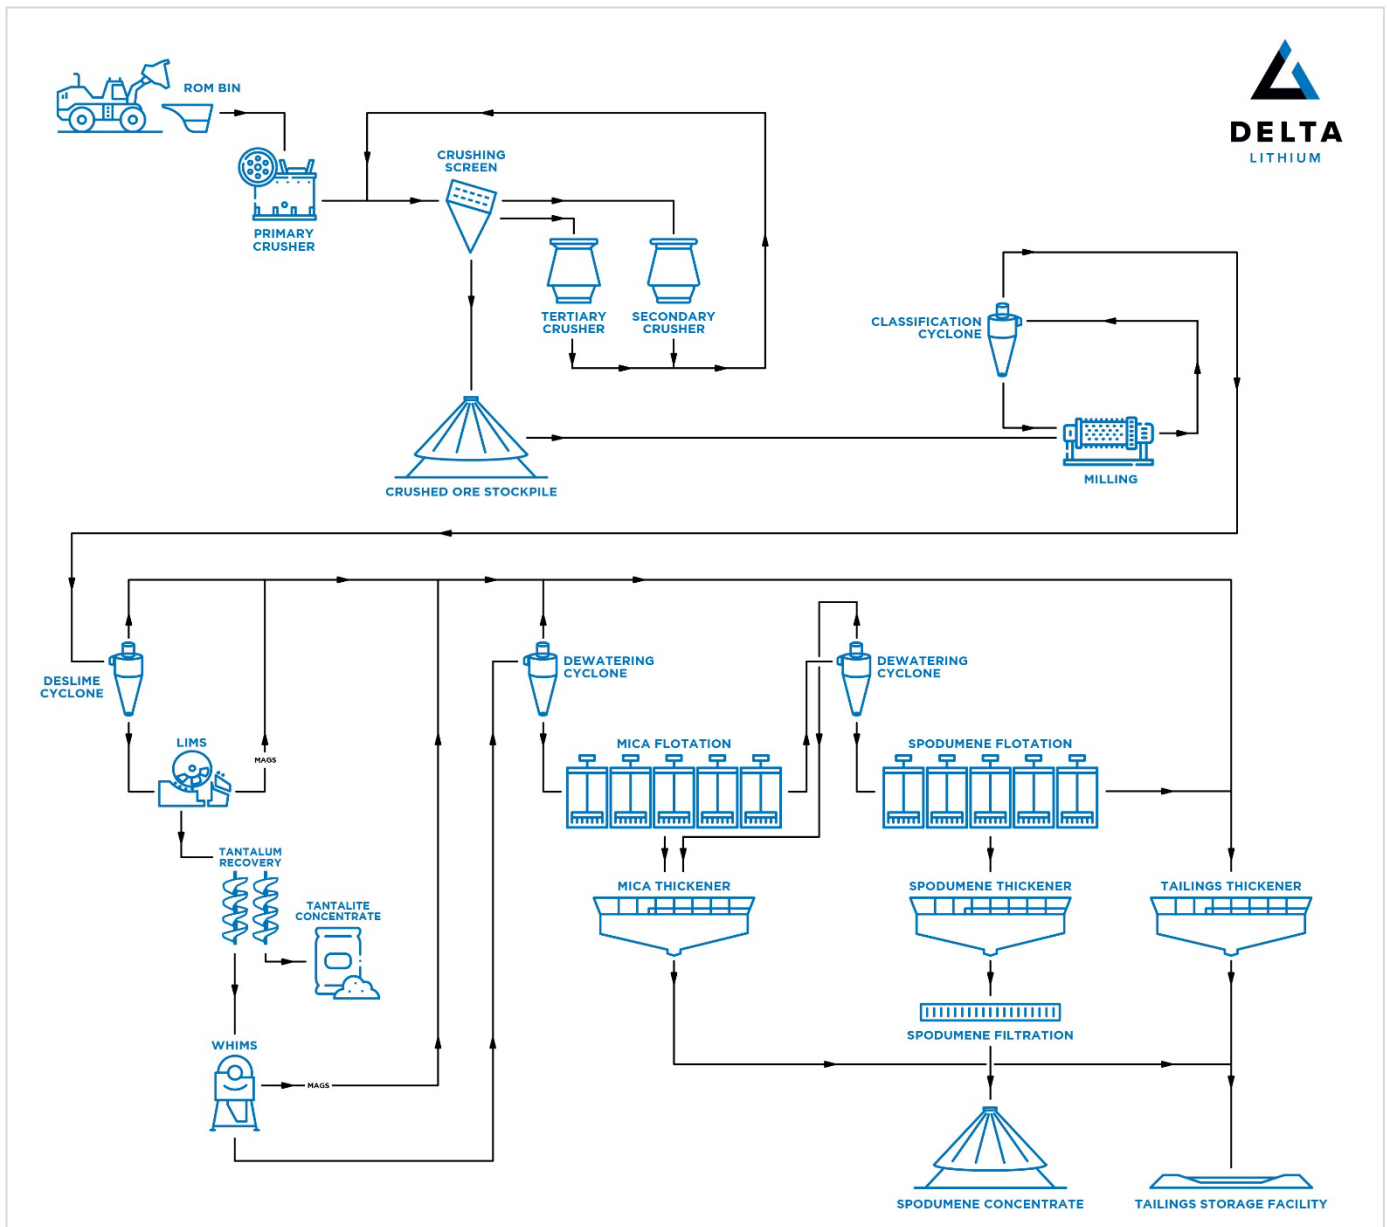 ROM BIN
DELTA
LITHIUM
CRUSHING
SCREEN
PRIMARY
CRUSHER
TERTIARY
CRUSHER
SECONDARY
CRUSHER
CLASSIFICATION
CYCLONE
MILLING
CRUSHED ORE STOCKPILE
DESLIME
CYCLONE
DEWATERING
CYCLONE
DEWATERING
CYCLONE
LIMS
MAGS
MICA FLOTATION
SPODUMENE FLOTATION
TANTALUM
RECOVERY
TANTALITE
CONCENTRATE
MICA THICKENER
SPODUMENE THICKENER
TAILINGS THICKENER
SPODUMENE FILTRATION
WHIMS
MAGS
SPODUMENE CONCENTRATE
TAILINGS STORAGE FACILITY